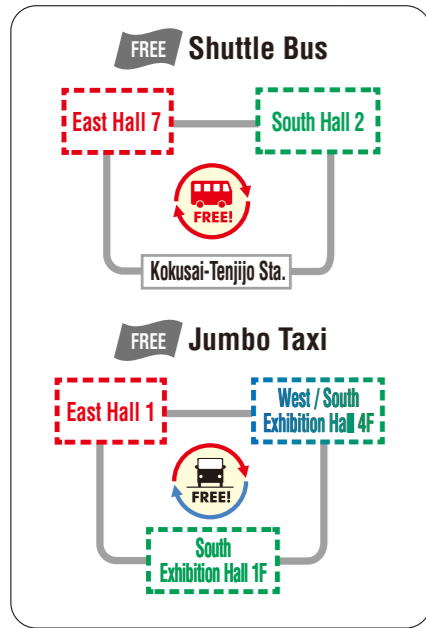 FREE Shuttle Bus
East Hall 7
South Hall 2
FREE!
Kokusai-Tenjijo Sta.
FREE Jumbo Taxi
East Hall 1
West / South
Exhibition Hall 4F
FREE!
South
Exhibition Hall 1F